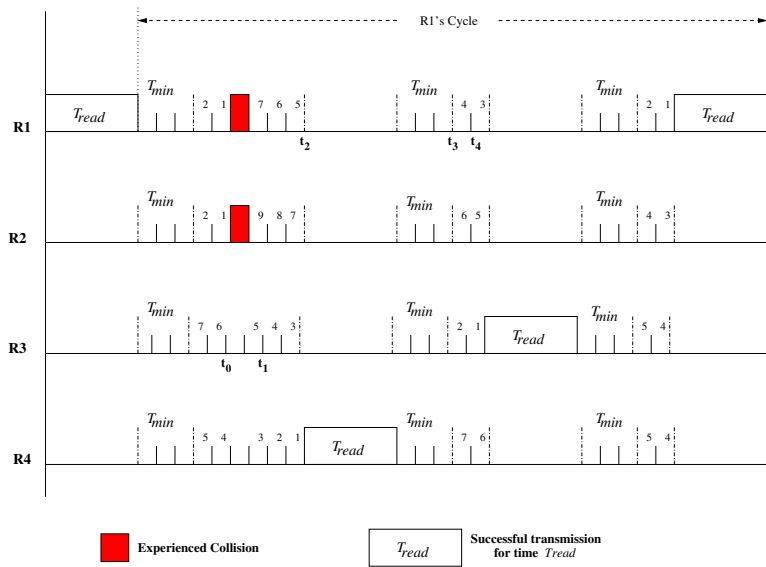 R1's Cycle
Tmin Tmin Tmin
2 1 7 6 5 4 3 2 1
Tread Tread
R1
t2 t3 t4
Tmin Tmin Tmin
2 1 9 8 7 6 5 4 3
R2
Tmin Tmin Tmin
7 6 5 4 3 2 1 5 4
Tread
R3
t0 t1
Tmin Tmin Tmin
5 4 3 2 1 7 6 5 4
Tread
R4
Experienced Collision
Tread
Successful transmission
for time Tread